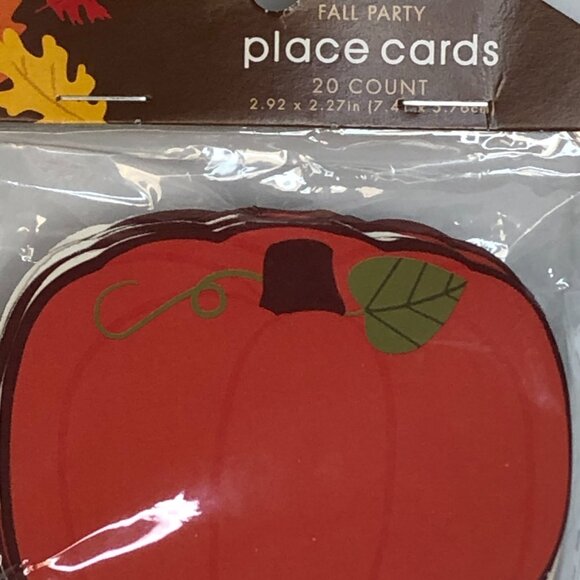 FALL PARTY
place cards
20 COUNT
2.92 x 2.27in